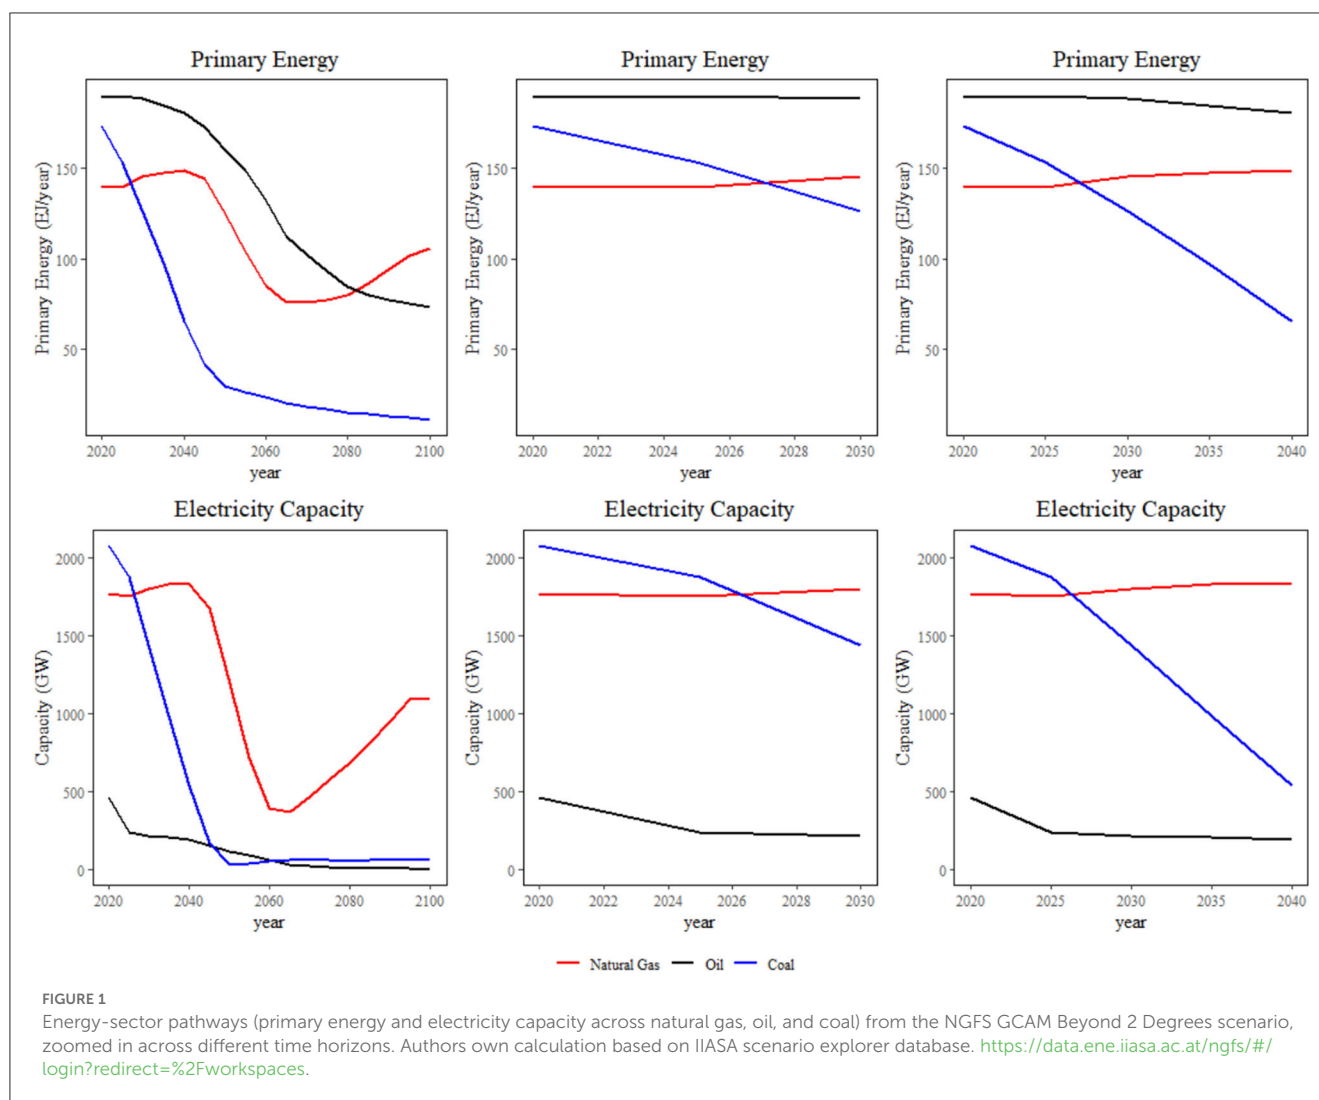 Primary Energy
Primary Energy (EJ/year)
150
100
50
2020
2040
2060
2080
2100
year
Primary Energy
Primary Energy (EJ/year)
150
100
50
2020
2022
2024
2026
2028
2030
year
Primary Energy
Primary Energy (EJ/year)
150
100
50
2020
2025
2030
2035
2040
year
Electricity Capacity
Capacity (GW)
2000
1500
1000
500
0
2020
2040
2060
2080
2100
year
Electricity Capacity
Capacity (GW)
2000
1500
1000
500
0
2020
2022
2024
2026
2028
2030
year
Electricity Capacity
Capacity (GW)
2000
1500
1000
500
0
2020
2025
2030
2035
2040
year
Natural Gas Oil Coal
FIGURE 1
Energy-sector pathways (primary energy and electricity capacity across natural gas, oil, and coal) from the NGFS GCAM Beyond 2 Degrees scenario,
zoomed in across different time horizons. Authors own calculation based on IIASA scenario explorer database. https://data.ene.iiasa.ac.at/ngfs/#/
login?redirect=%2Fworkspaces.